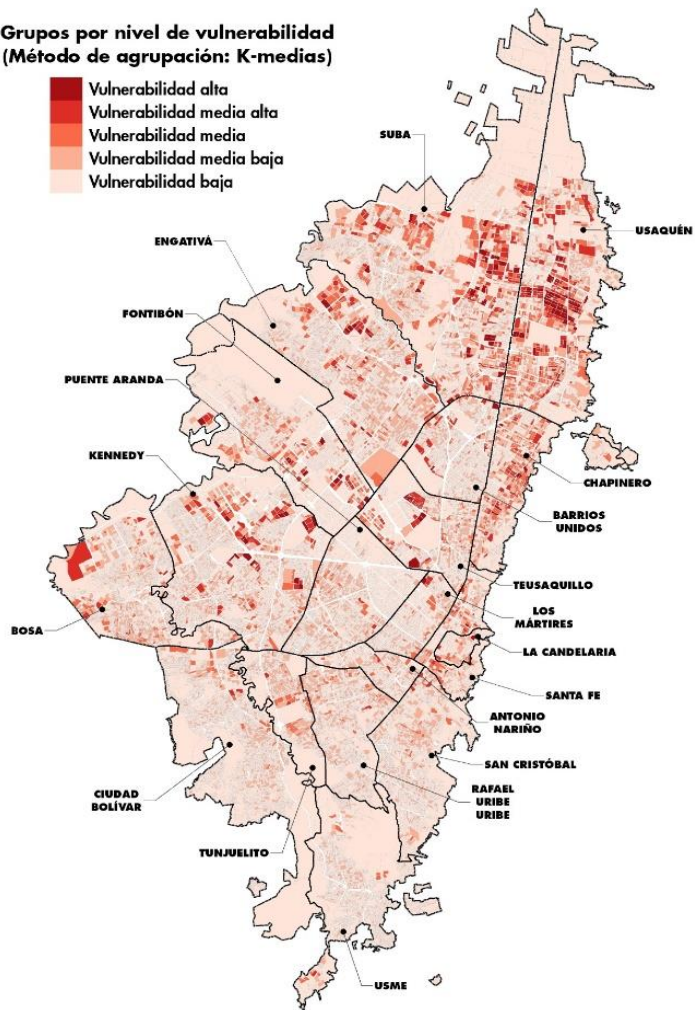 Grupos por nivel de vulnerabilidad
(Método de agrupación: K-medias)
Vulnerabilidad alta
Vulnerabilidad media alta
Vulnerabilidad media
Vulnerabilidad media baja
Vulnerabilidad baja
SUBA
USAQUÉN
ENGATIVÁ
FONTIBÓN
PUENTE ARANDA
KENNEDY
CHAPINERO
BARRIOS
UNIDOS
TEUSAQUILLO
LOS
MÁRTIRES
BOSA
LA CANDELARIA
SANTA FE
ANTONIO
NARIÑO
SAN CRISTÓBAL
CIUDAD
BOLÍVAR
RAFAEL
URIBE
URIBE
TUNJUELITO
USME